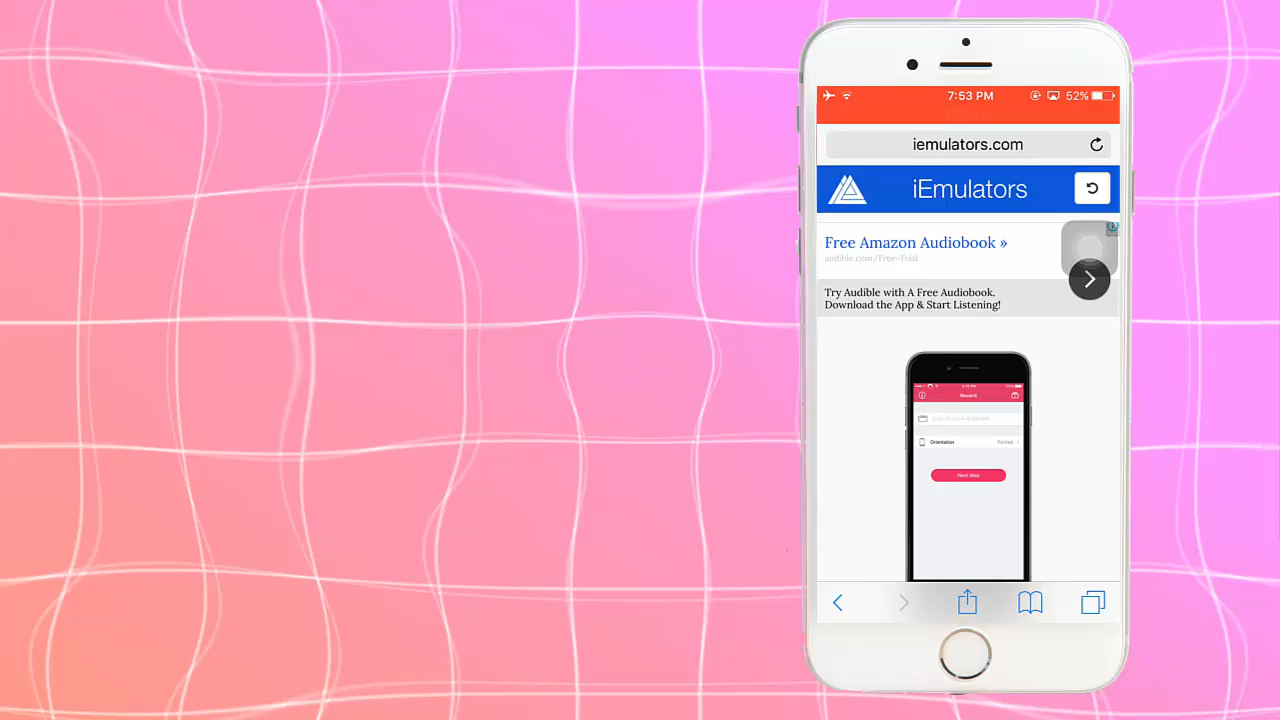 7:53 PM
52%
iemulators.com
iEmulators
Free Amazon Audiobook »
audible.com/Free-Trial
Try Audible with A Free Audiobook,
Download the App & Start Listening!
Record
Orientation
Portrait
Next step